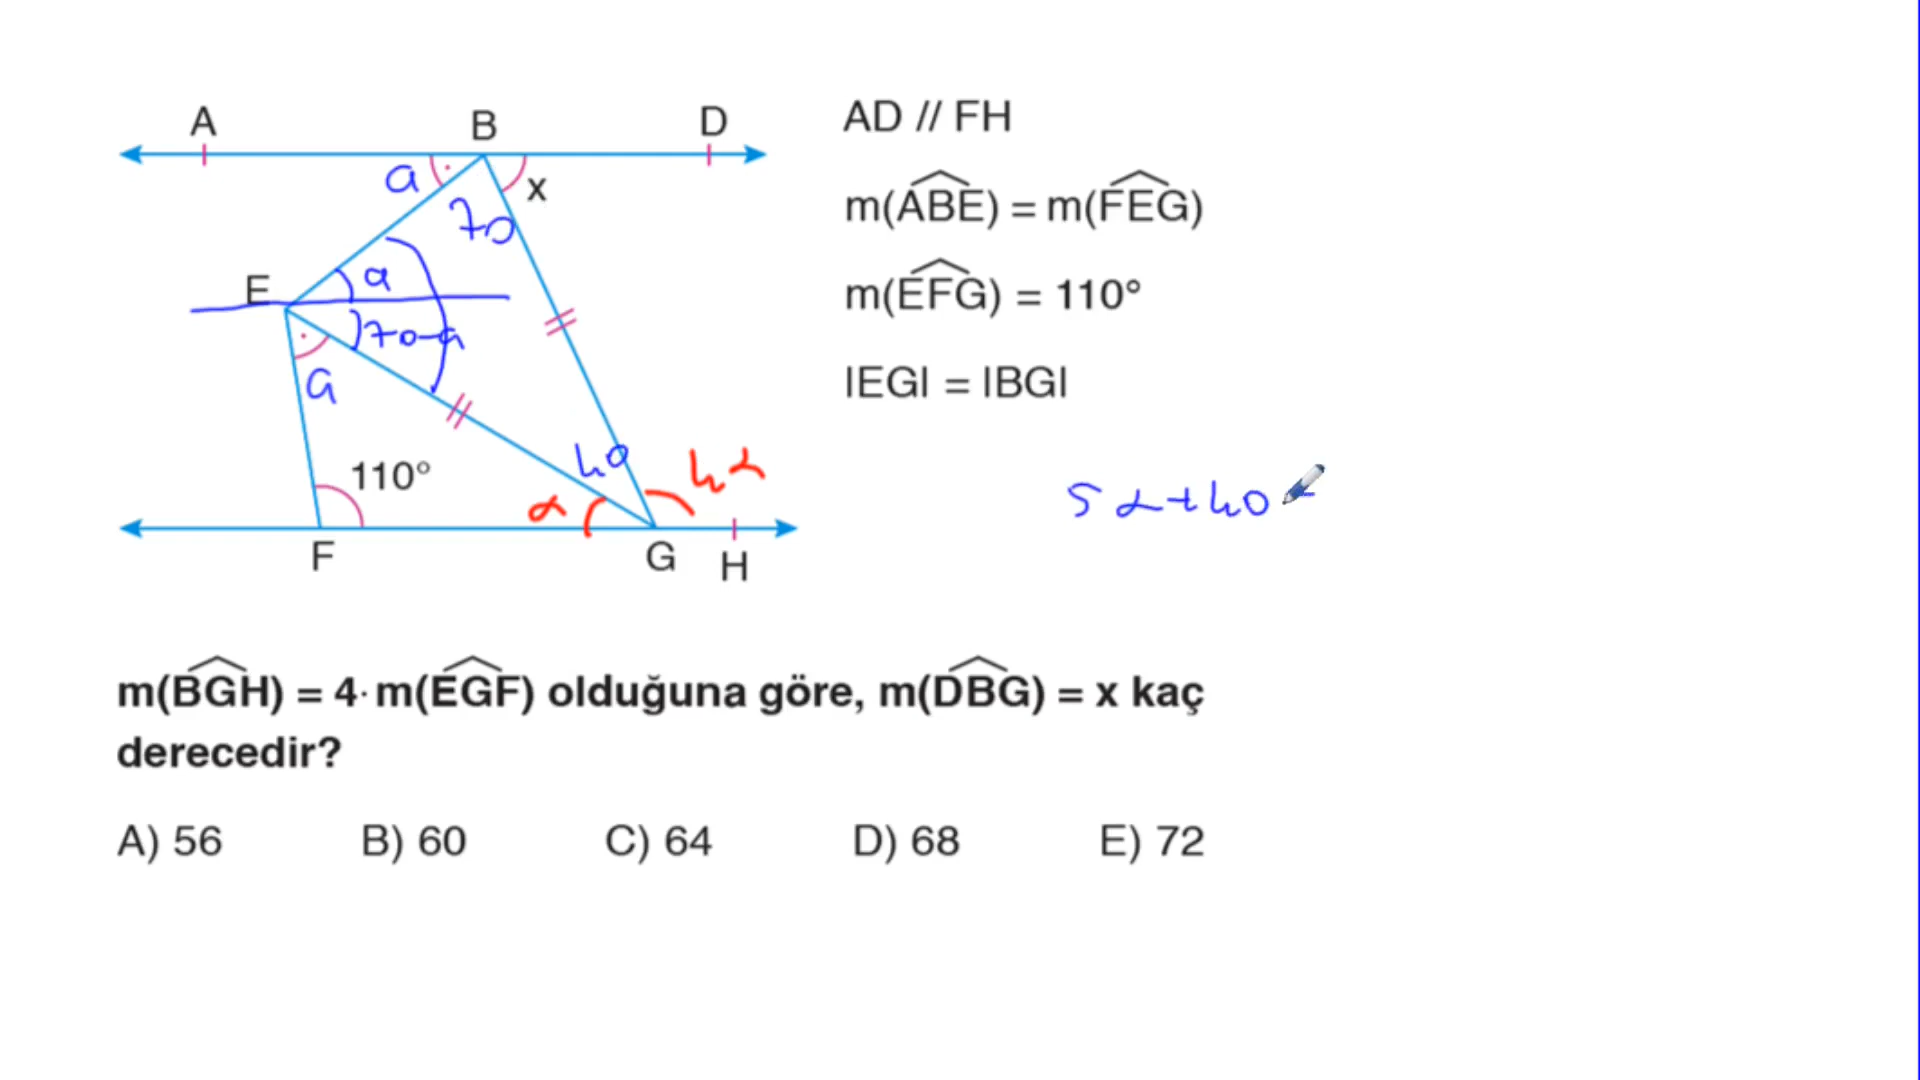 A B D
AD // FH
a x
m(ABE) = m(FEG)
70
E a
m(EFG) = 110°
70-a
a
|EG| = |BG|
110° 40 α 4α
5α+40=
F G H
m(BGH) = 4· m(EGF) olduğuna göre, m(DBG) = x kaç
derecedir?
A) 56 B) 60 C) 64 D) 68 E) 72